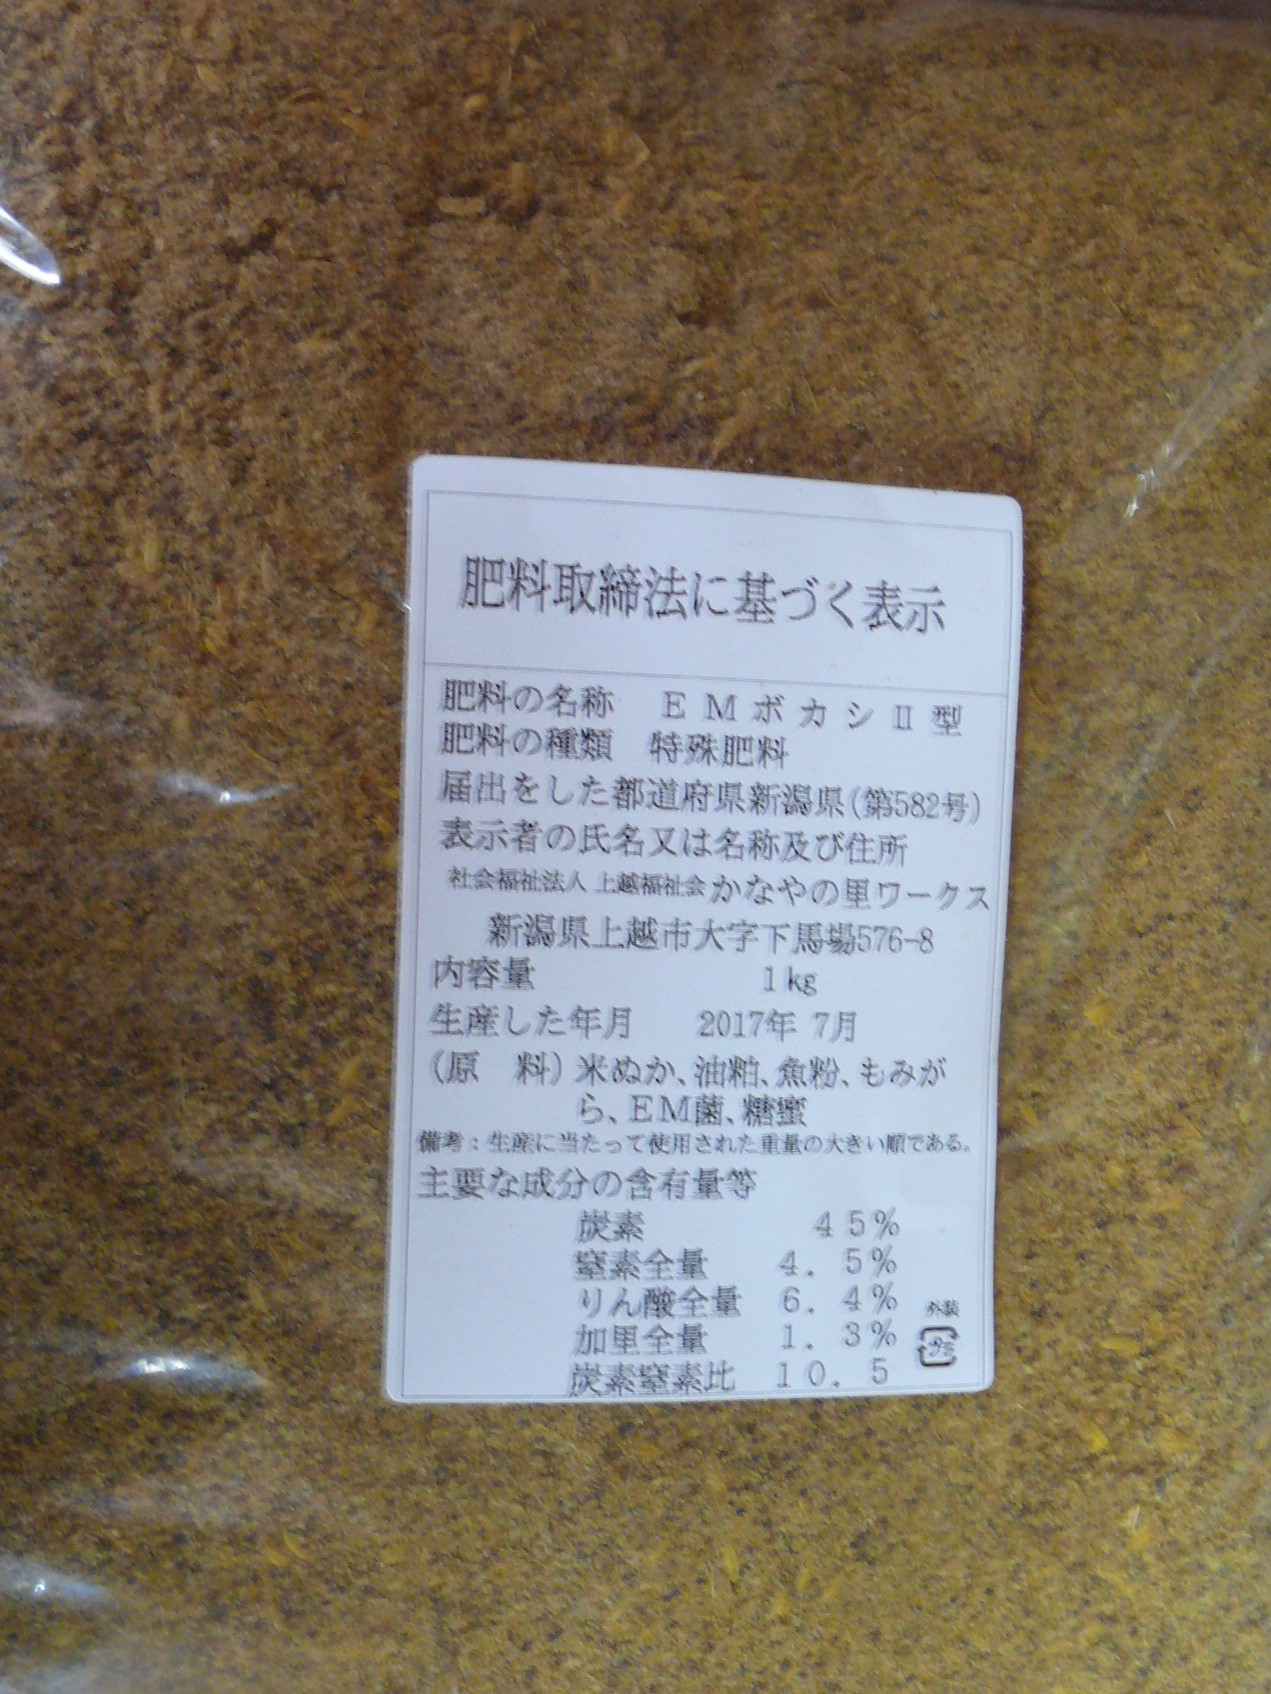 肥料取締法に基づく表示
肥料の名称　ＥＭボカシⅡ型
肥料の種類　特殊肥料
届出をした都道府県新潟県(第582号)
表示者の氏名又は名称及び住所
社会福祉法人 上越福祉会かなやの里ワークス
新潟県上越市大字下馬場576-8
内容量　1kg
生産した年月　2017年 7月
(原　料)米ぬか、油粕、魚粉、もみが
ら、ＥＭ菌、糖蜜
備考：生産に当たって使用された重量の大きい順である。
主要な成分の含有量等
炭素　４５％
窒素全量　４．５％
りん酸全量　６．４％
外装
加里全量　１．３％
プラ
炭素窒素比　１０．５